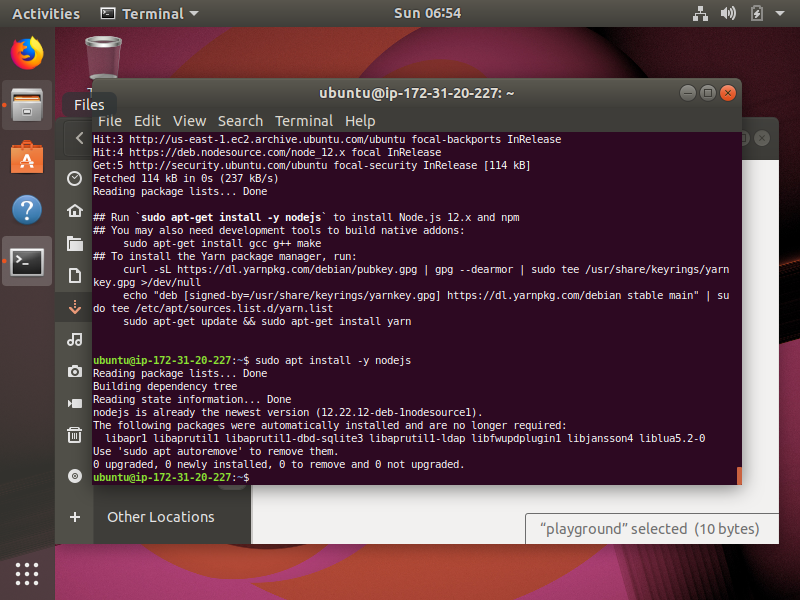 Activities
Terminal
Sun 06:54
ubuntu@ip-172-31-20-227: ~
Files
File Edit View Search Terminal Help
Hit:3 http://us-east-1.ec2.archive.ubuntu.com/ubuntu focal-backports InRelease
Hit:4 https://deb.nodesource.com/node_12.x focal InRelease
Get:5 http://security.ubuntu.com/ubuntu focal-security InRelease [114 kB]
Fetched 114 kB in 0s (237 kB/s)
Reading package lists... Done
## Run `sudo apt-get install -y nodejs` to install Node.js 12.x and npm
## You may also need development tools to build native addons:
sudo apt-get install gcc g++ make
## To install the Yarn package manager, run:
curl -sL https://dl.yarnpkg.com/debian/pubkey.gpg | gpg --dearmor | sudo tee /usr/share/keyrings/yarn
key.gpg >/dev/null
echo "deb [signed-by=/usr/share/keyrings/yarnkey.gpg] https://dl.yarnpkg.com/debian stable main" | su
do tee /etc/apt/sources.list.d/yarn.list
sudo apt-get update && sudo apt-get install yarn
ubuntu@ip-172-31-20-227:~$ sudo apt install -y nodejs
Reading package lists... Done
Building dependency tree
Reading state information... Done
nodejs is already the newest version (12.22.12-deb-1nodesource1).
The following packages were automatically installed and are no longer required:
libapr1 libaprutil1 libaprutil1-dbd-sqlite3 libaprutil1-ldap libfwupdplugin1 libjansson4 liblua5.2-0
Use 'sudo apt autoremove' to remove them.
0 upgraded, 0 newly installed, 0 to remove and 0 not upgraded.
ubuntu@ip-172-31-20-227:~$
Other Locations
“playground” selected (10 bytes)